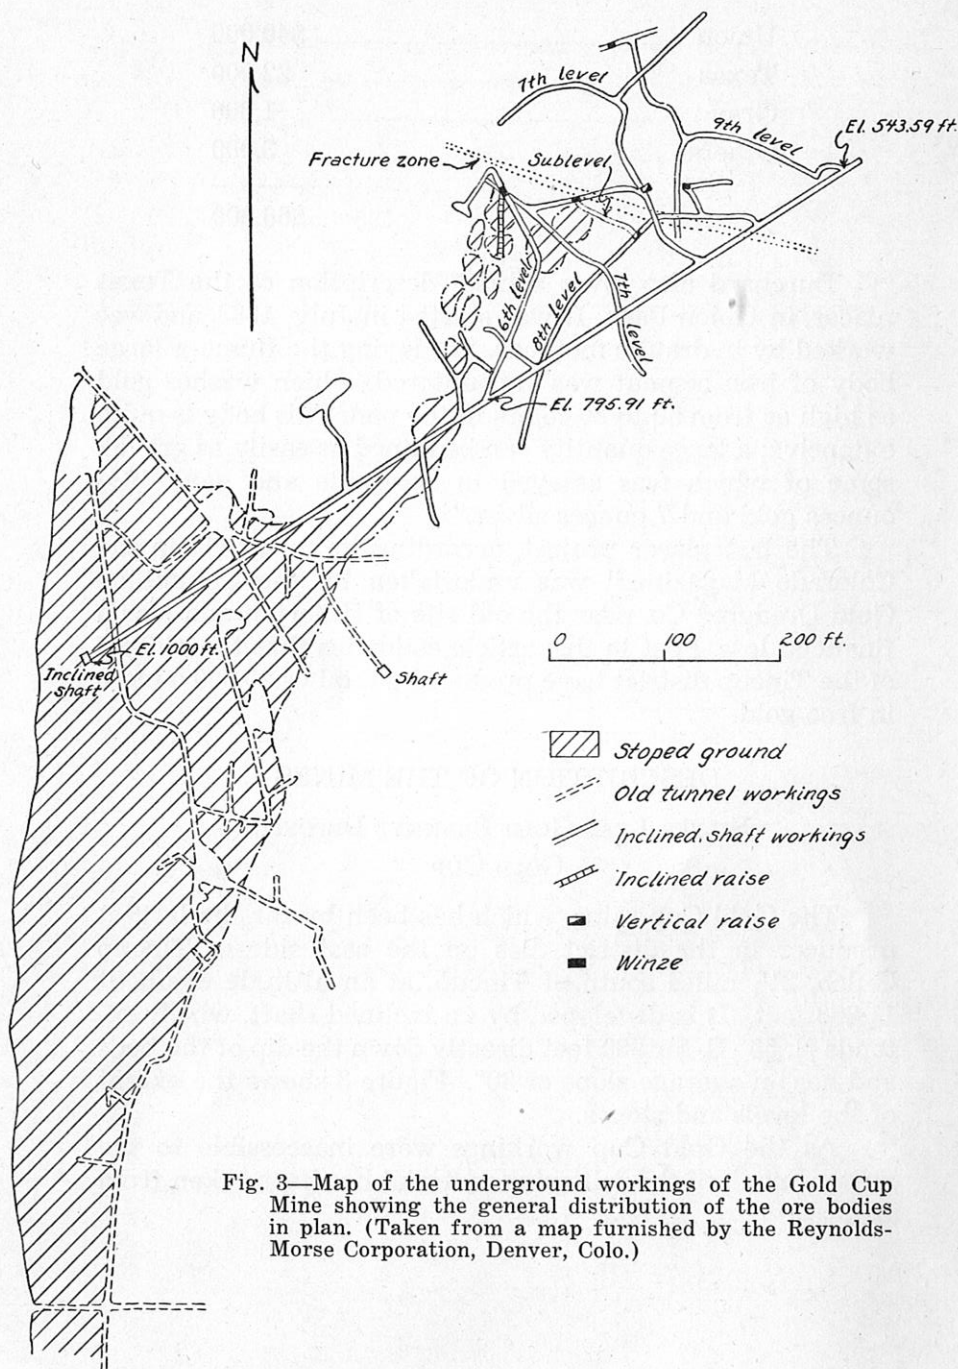 N
7th level
9th level
El. 543.59 ft.
Fracture zone
Sublevel
6th level
8th level
7th level
El. 795.91 ft.
El. 1000 ft.
Inclined
shaft
Shaft
0 100 200 ft.
Stoped ground
Old tunnel workings
Inclined shaft workings
Inclined raise
Vertical raise
Winze
Fig. 3—Map of the underground workings of the Gold Cup
Mine showing the general distribution of the ore bodies
in plan. (Taken from a map furnished by the Reynolds-
Morse Corporation, Denver, Colo.)